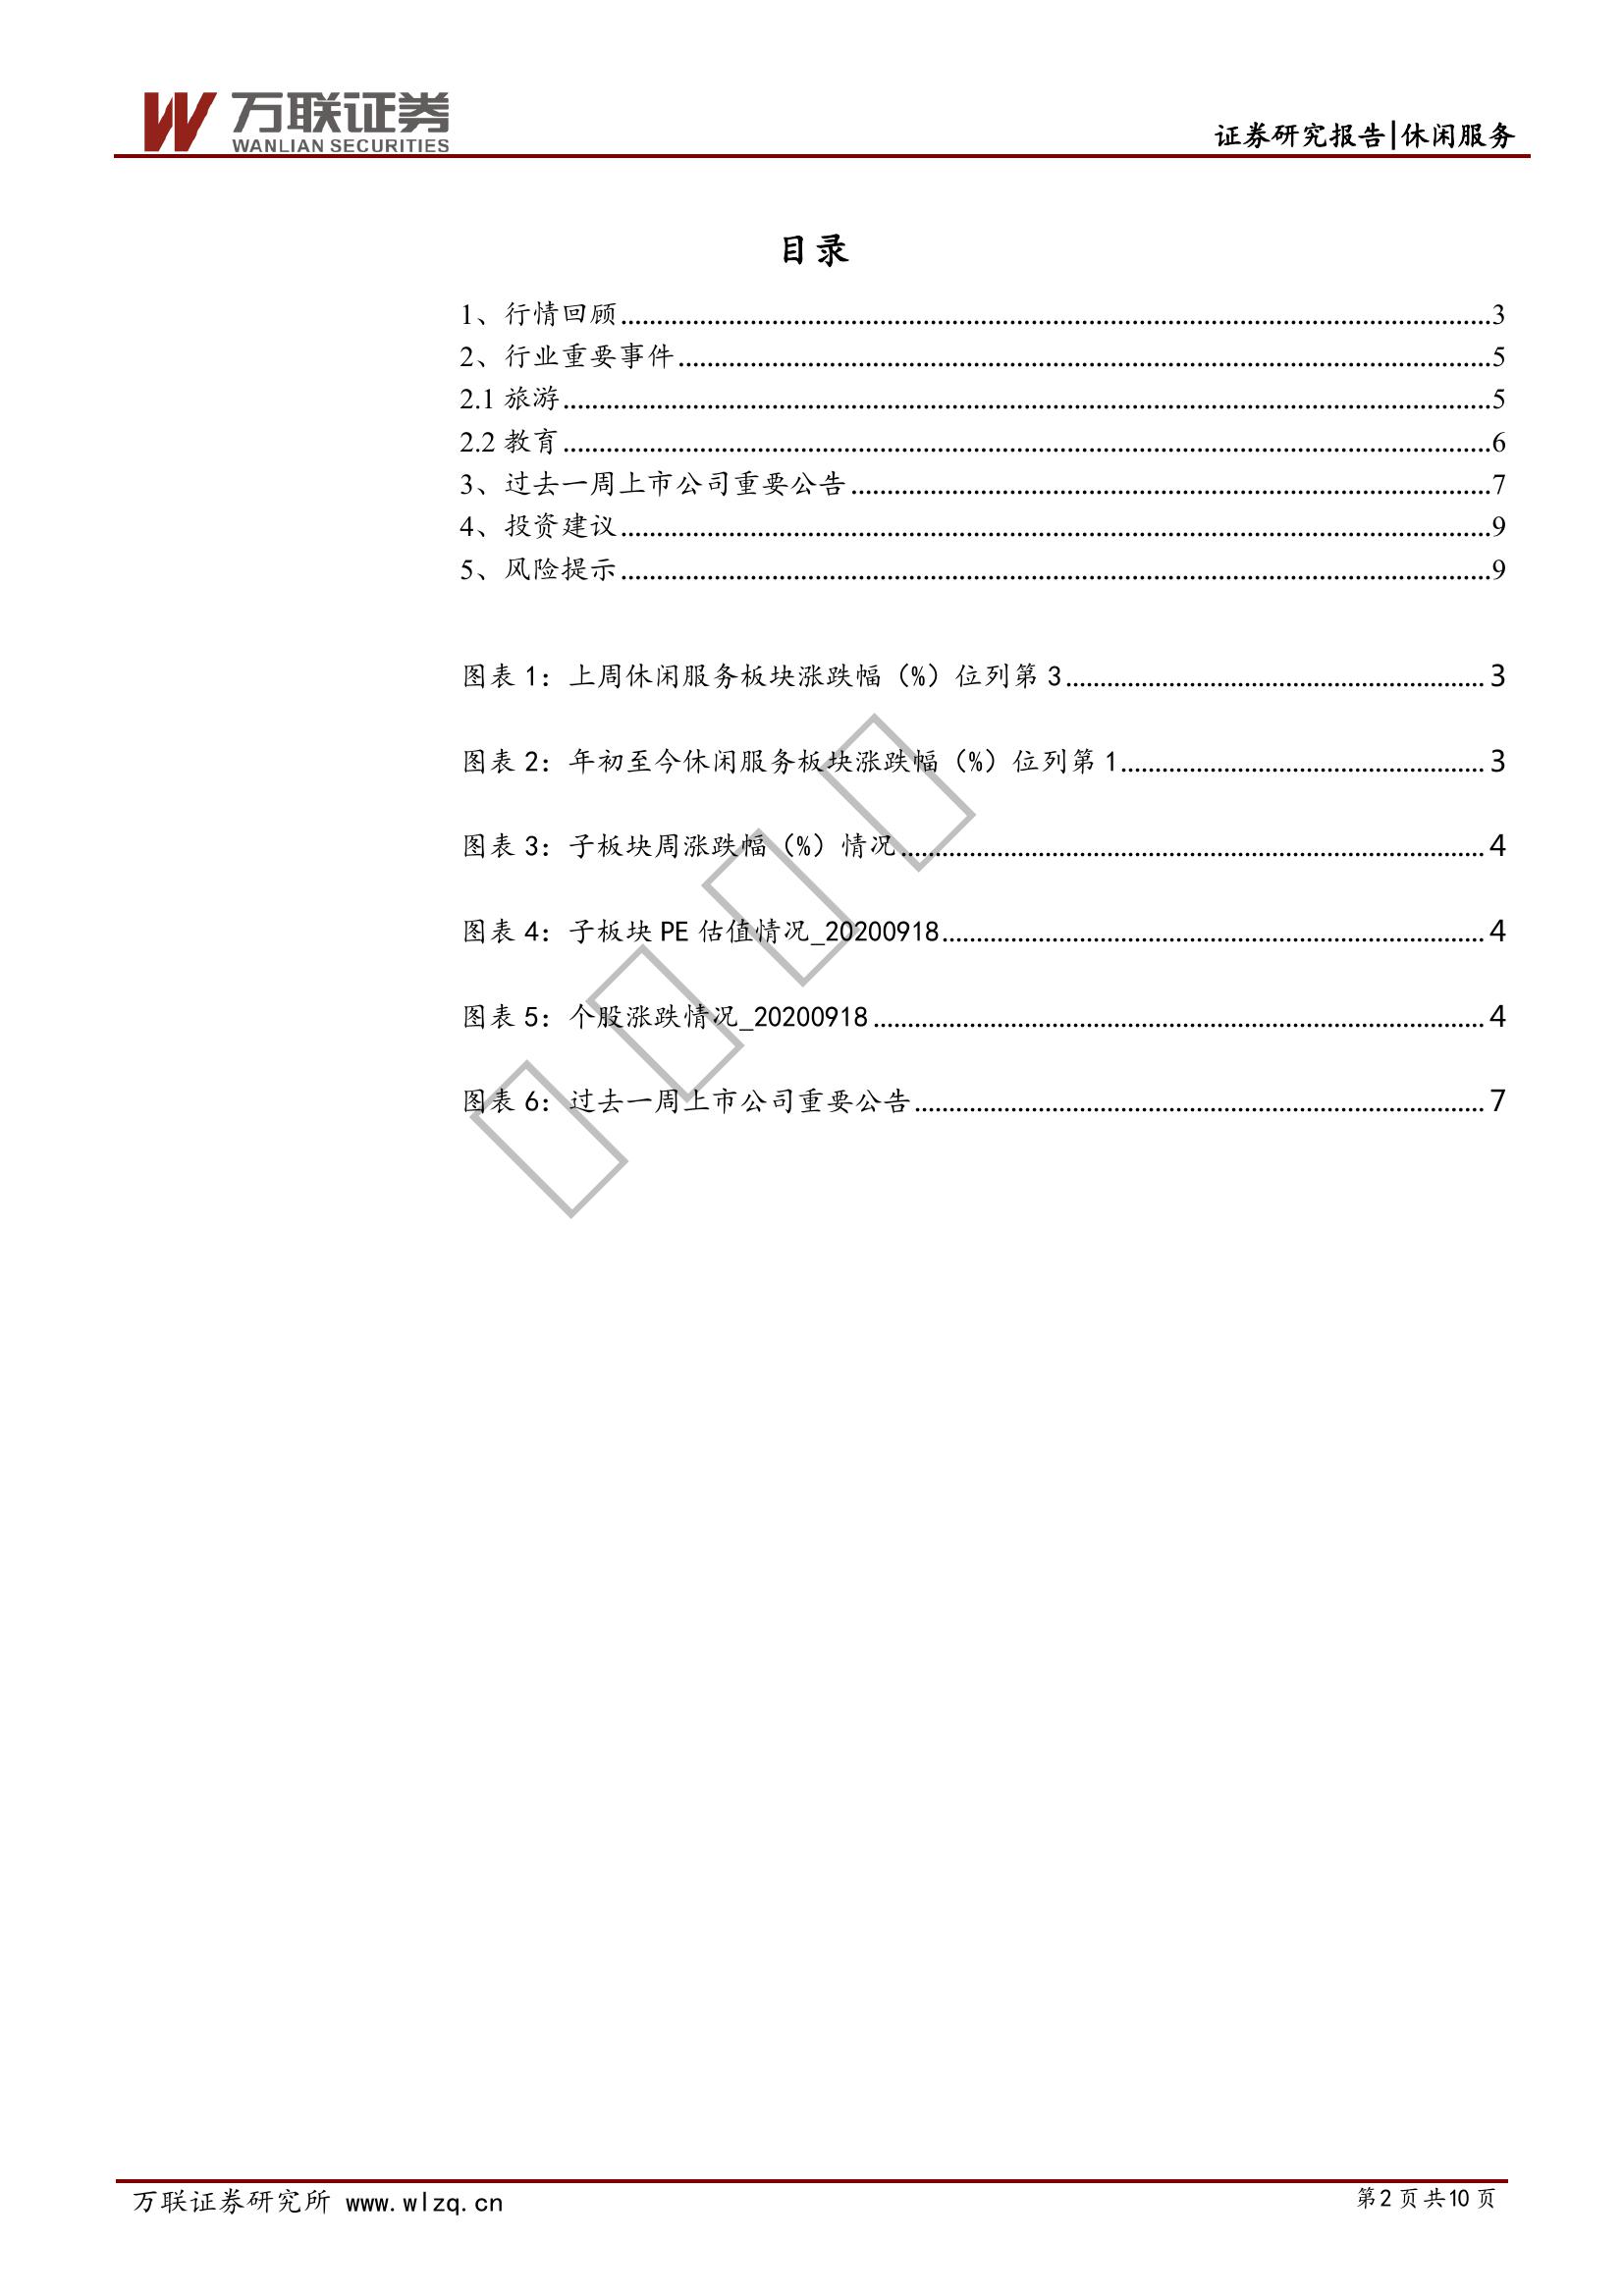 万联证券
WANLIAN SECURITIES
证券研究报告|休闲服务
目录
1、行情回顾........3
2、行业重要事件........5
2.1 旅游........5
2.2 教育........6
3、过去一周上市公司重要公告........7
4、投资建议........9
5、风险提示........9
图表 1：上周休闲服务板块涨跌幅（%）位列第 3........3
图表 2：年初至今休闲服务板块涨跌幅（%）位列第 1........3
图表 3：子板块周涨跌幅（%）情况........4
图表 4：子板块 PE 估值情况_20200918........4
图表 5：个股涨跌情况_20200918........4
图表 6：过去一周上市公司重要公告........7
万联证券研究所 www.wlzq.cn
第2页共10页